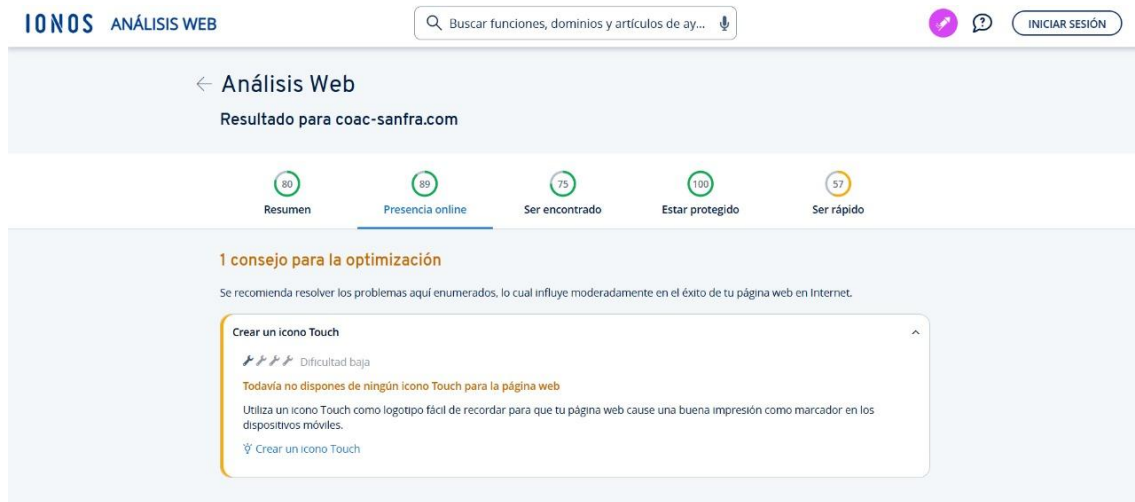 IONOS ANÁLISIS WEB
Buscar funciones, dominios y artículos de ay...
INICIAR SESIÓN
← Análisis Web
Resultado para coac-sanfra.com
80
Resumen
89
Presencia online
75
Ser encontrado
100
Estar protegido
57
Ser rápido
1 consejo para la optimización
Se recomienda resolver los problemas aquí enumerados, lo cual influye moderadamente en el éxito de tu página web en Internet.
Crear un icono Touch
Dificultad baja
Todavía no dispones de ningún icono Touch para la página web
Utiliza un icono Touch como logotipo fácil de recordar para que tu página web cause una buena impresión como marcador en los
dispositivos móviles.
Crear un icono Touch